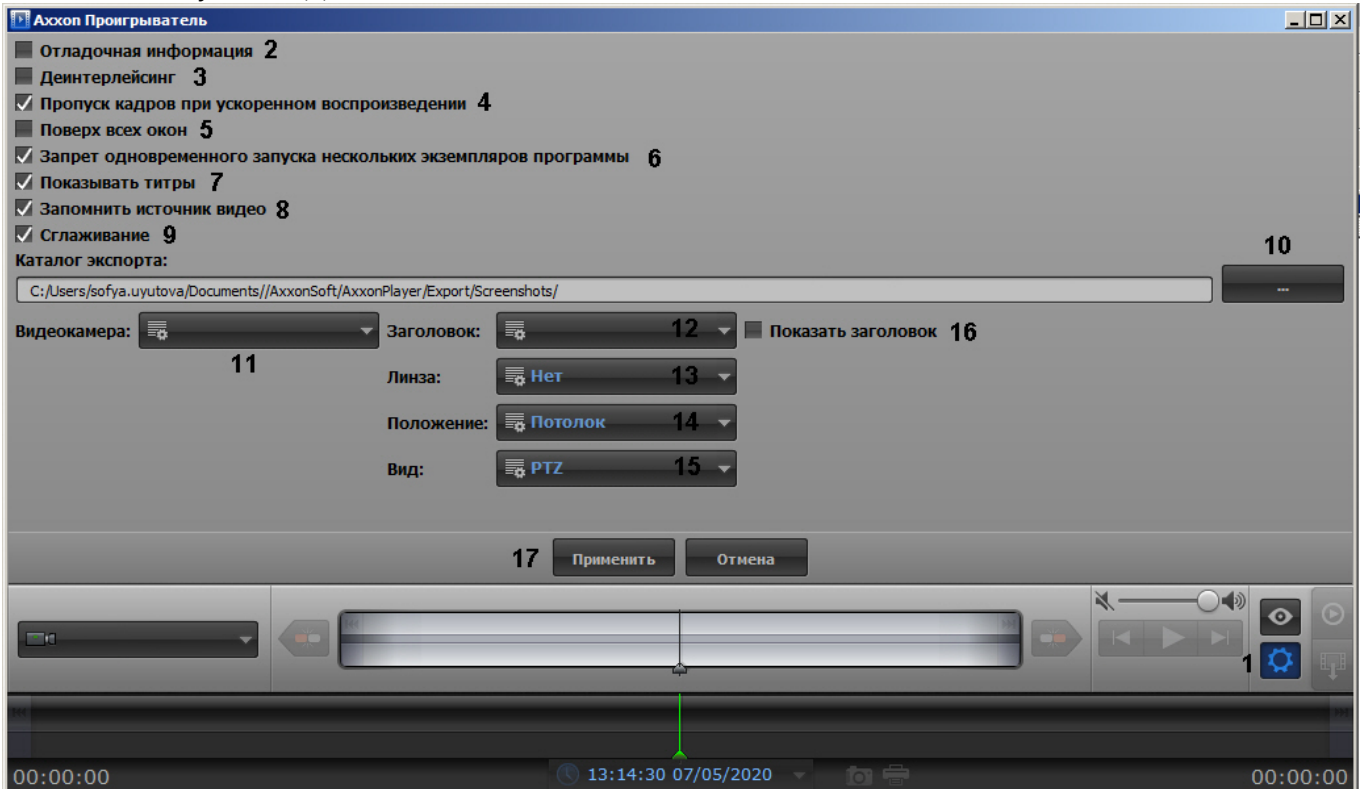 Axxon Проигрыватель
Отладочная информация 2
Деинтерлейсинг 3
Пропуск кадров при ускоренном воспроизведении 4
Поверх всех окон 5
Запрет одновременного запуска нескольких экземпляров программы 6
Показывать титры 7
Запомнить источник видео 8
Сглаживание 9
10
Каталог экспорта:
C:/Users/sofya.uyutova/Documents//AxxonSoft/AxxonPlayer/Export/Screenshots/ ...
Видеокамера: Заголовок: 12 Показать заголовок 16
11
Линза: Нет 13
Положение: Потолок 14
Вид: PTZ 15
17 Применить Отмена
1
00:00:00 13:14:30 07/05/2020 00:00:00